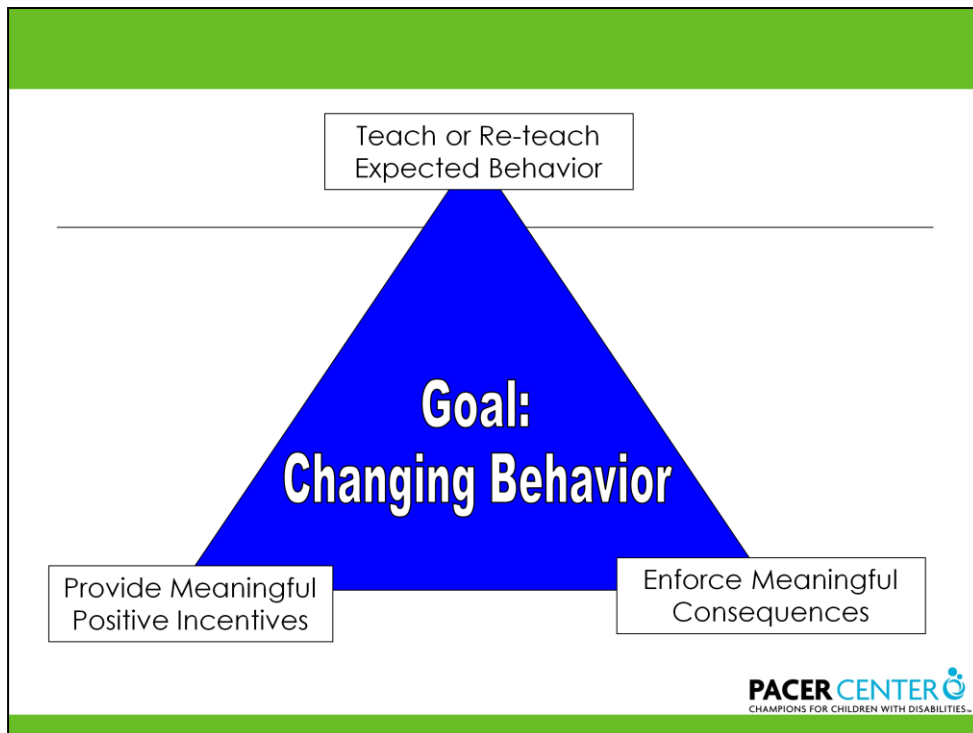 Teach or Re-teach
Expected Behavior
Goal:
Changing Behavior
Provide Meaningful
Positive Incentives
Enforce Meaningful
Consequences
PACER CENTER
CHAMPIONS FOR CHILDREN WITH DISABILITIES℠